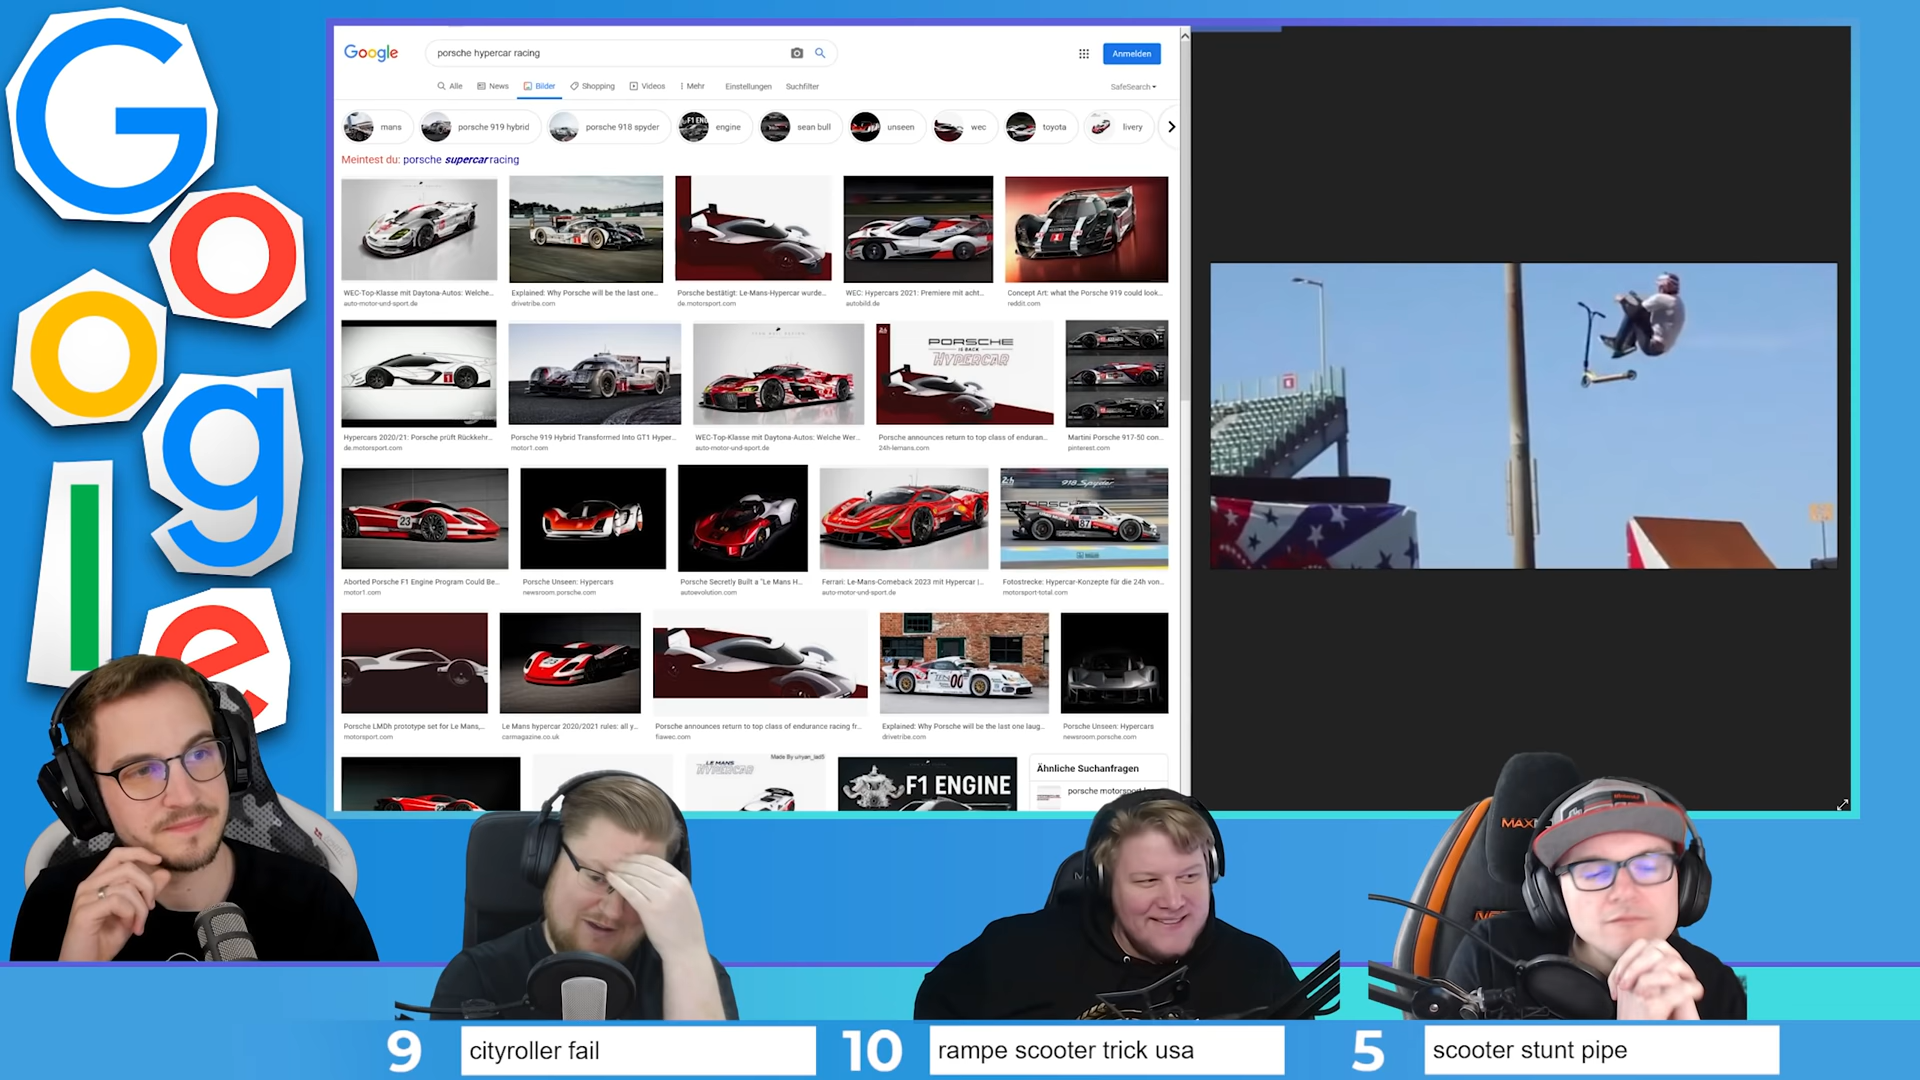 Google
Google
porsche hypercar racing
Anmelden
Alle News Bilder Shopping Videos Mehr Einstellungen Suchfilter
SafeSearch
mans porsche 919 hybrid porsche 918 spyder engine sean bull unseen wec toyota livery
Meintest du: porsche supercar racing
WEC-Top-Klasse mit Daytona-Autos: Welche...
auto-motor-und-sport.de
Explained: Why Porsche will be the last one...
drivetribe.com
Porsche bestätigt: Le-Mans-Hypercar wurde...
de.motorsport.com
WEC: Hypercars 2021: Premiere mit acht...
autobild.de
Concept Art: what the Porsche 919 could look...
reddit.com
PORSCHE
IS BACK
HYPERCAR
Hypercars 2020/21: Porsche prüft Rückkehr...
de.motorsport.com
Porsche 919 Hybrid Transformed Into GT1 Hyper...
motor1.com
WEC-Top-Klasse mit Daytona-Autos: Welche Wer...
auto-motor-und-sport.de
Porsche announces return to top class of enduran...
24h-lemans.com
Martini Porsche 917-50 con...
pinterest.com
23
918 Spyder
PORSCHE
87
Aborted Porsche F1 Engine Program Could Be...
motor1.com
Porsche Unseen: Hypercars
newsroom.porsche.com
Porsche Secretly Built a "Le Mans H...
autoevolution.com
Ferrari: Le-Mans-Comeback 2023 mit Hypercar |...
auto-motor-und-sport.de
Fotostrecke: Hypercar-Konzepte für die 24h von...
motorsport-total.com
00
Porsche LMDh prototype set for Le Mans,...
motorsport.com
Le Mans hypercar 2020/2021 rules: all y...
carmagazine.co.uk
Porsche announces return to top class of endurance racing fr...
fiawec.com
Explained: Why Porsche will be the last one laug...
drivetribe.com
Porsche Unseen: Hypercars
newsroom.porsche.com
LE MANS
HYPERCAR
F1 ENGINE
Ähnliche Suchanfragen
9 cityroller fail
10 rampe scooter trick usa
5 scooter stunt pipe